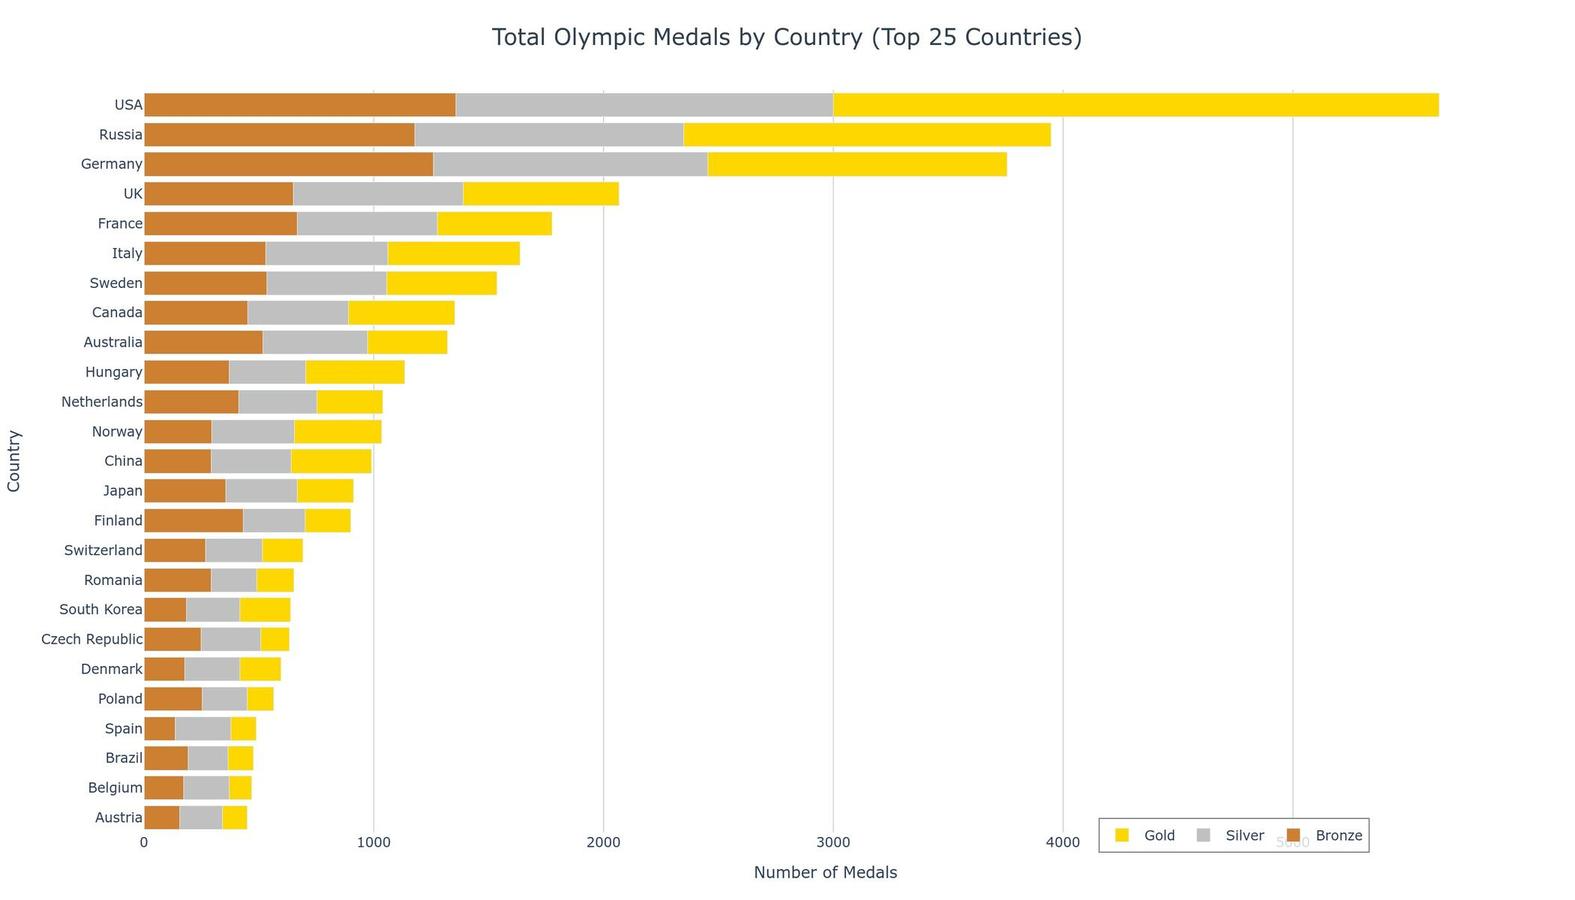 Total Olympic Medals by Country (Top 25 Countries)
USA
Russia
Germany
UK
France
Italy
Sweden
Canada
Australia
Hungary
Netherlands
Norway
China
Japan
Finland
Switzerland
Romania
South Korea
Czech Republic
Denmark
Poland
Spain
Brazil
Belgium
Austria
Country
0 1000 2000 3000 4000 5000
Gold Silver Bronze
Number of Medals